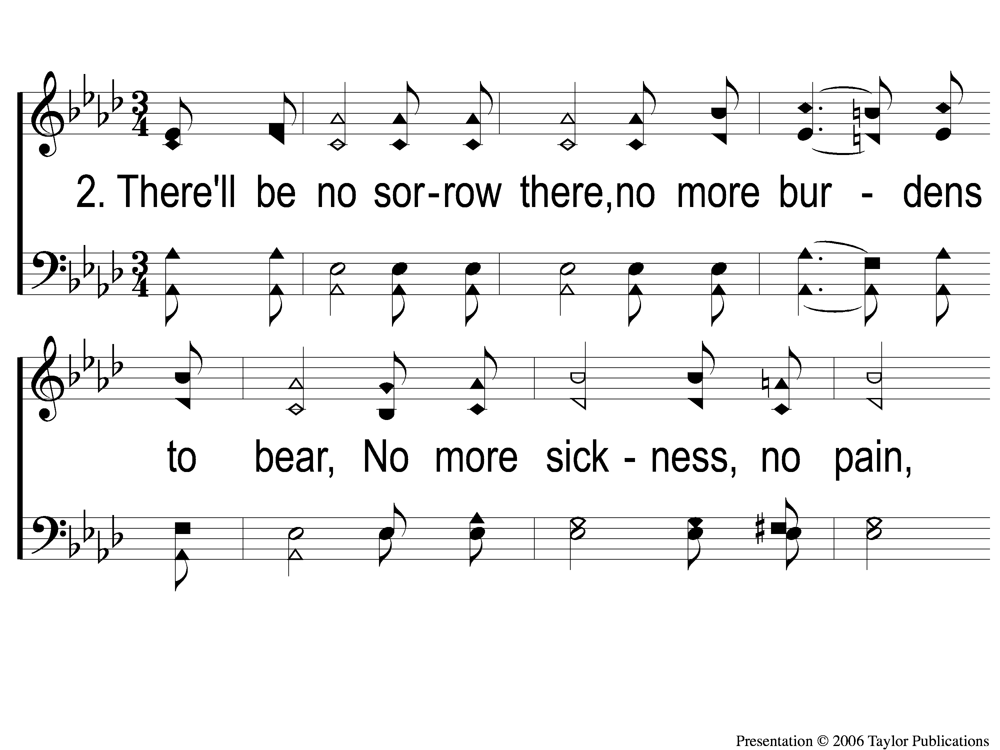 2. There'll be no sor-row there,no more bur - dens
to bear, No more sick - ness, no pain,
Presentation © 2006 Taylor Publications